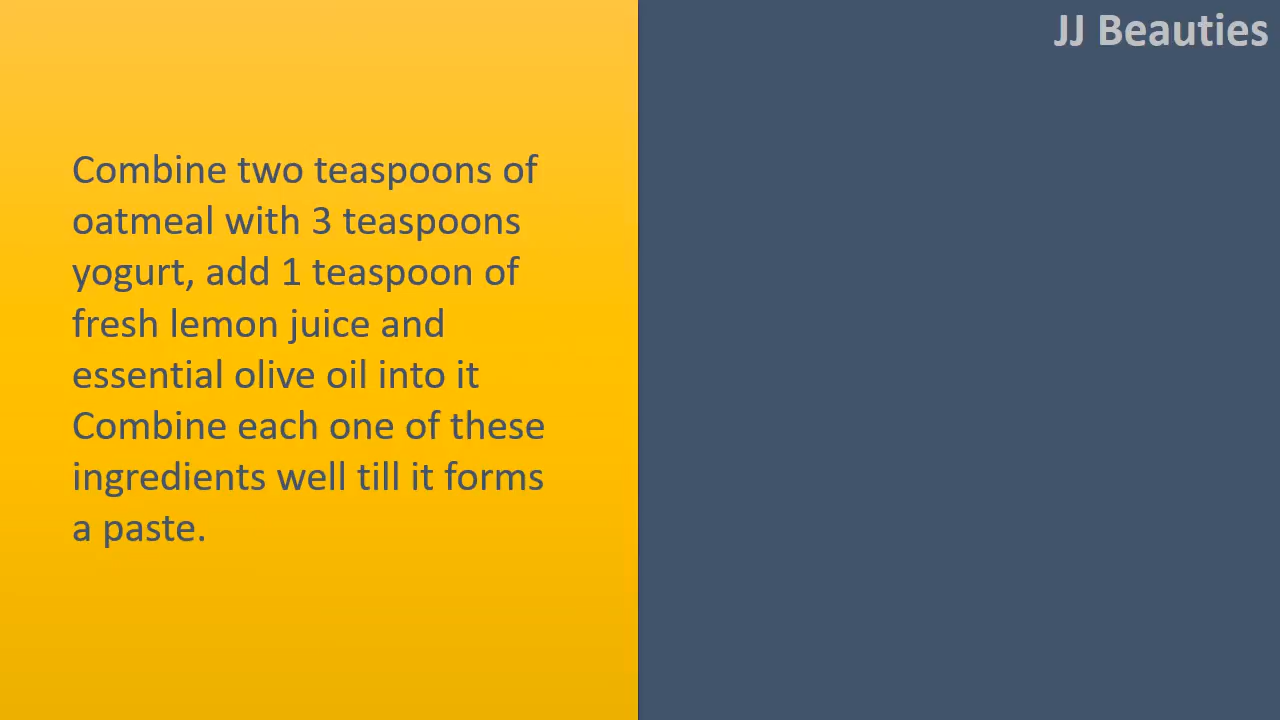 JJ Beauties
Combine two teaspoons of
oatmeal with 3 teaspoons
yogurt, add 1 teaspoon of
fresh lemon juice and
essential olive oil into it
Combine each one of these
ingredients well till it forms
a paste.